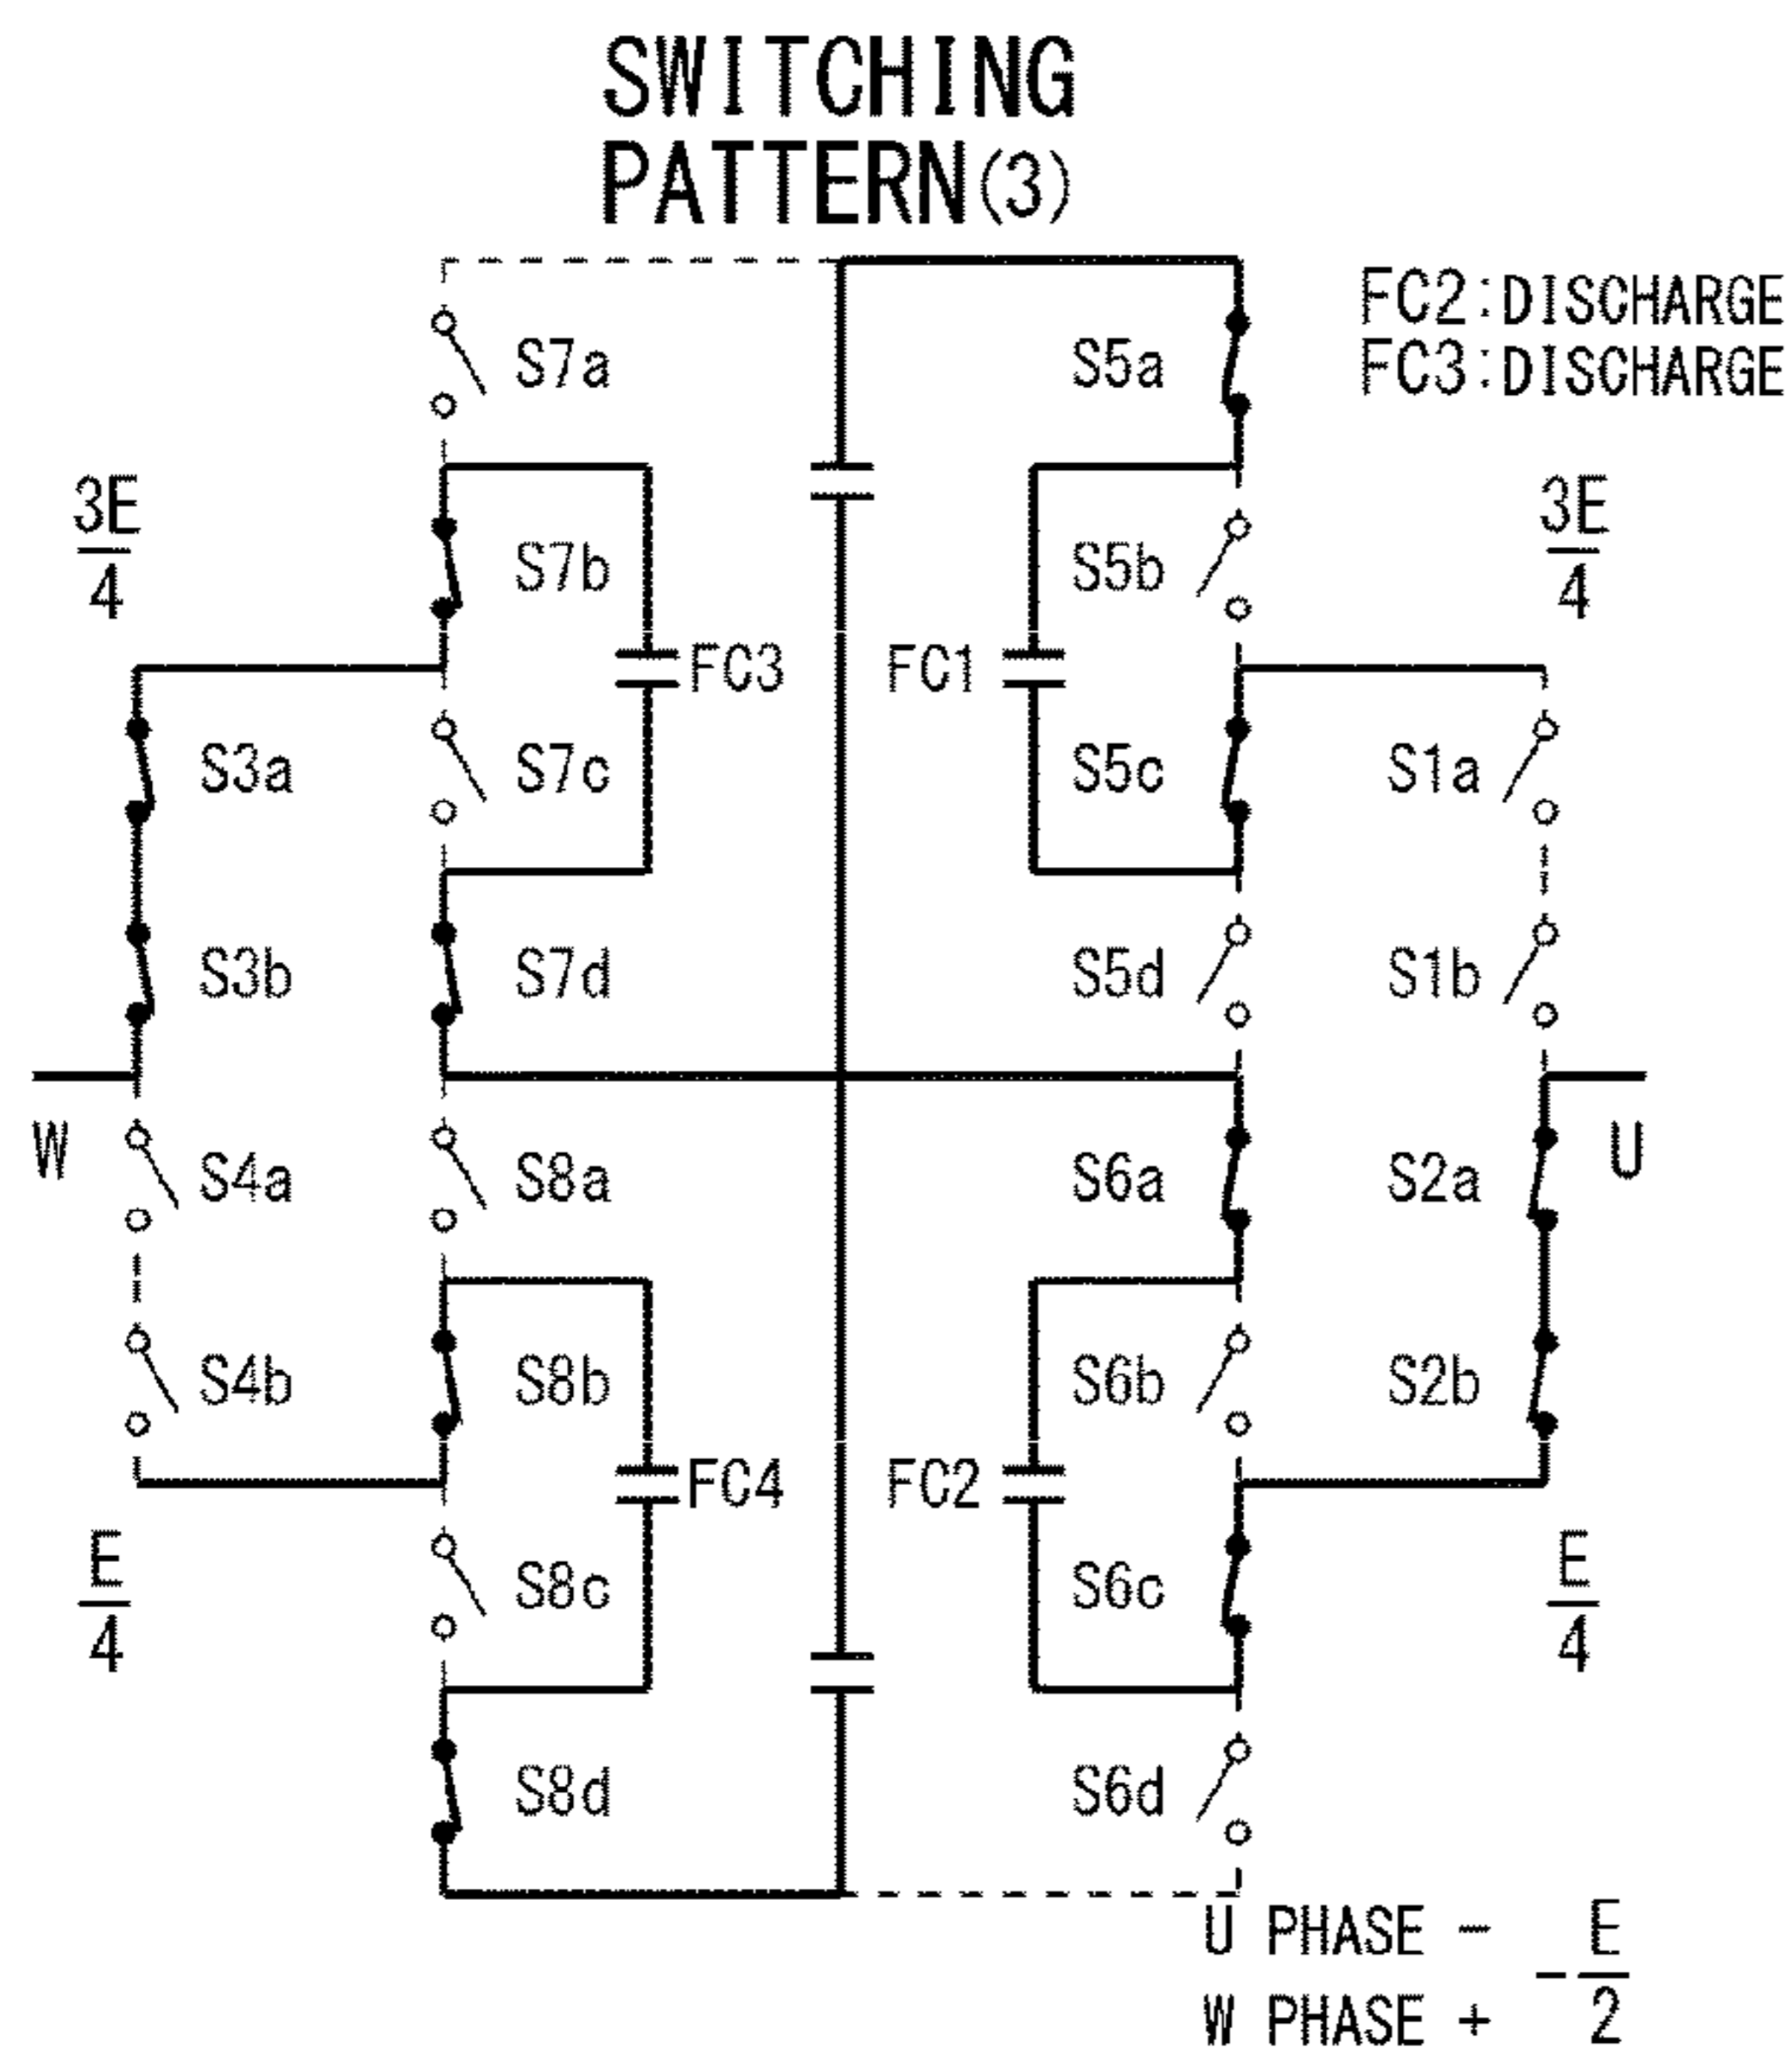 SWITCHING
PATTERN(3)
FC2:DISCHARGE
FC3:DISCHARGE
S7a
S5a
3E
4
S7b
S5b
3E
4
FC3
FC1
S3a
S7c
S5c
S1a
S3b
S7d
S5d
S1b
W
S4a
S8a
S6a
S2a
U
S4b
S8b
S6b
S2b
FC4
FC2
E
4
S8c
S6c
E
4
S8d
S6d
U PHASE -
W PHASE +
-E
2